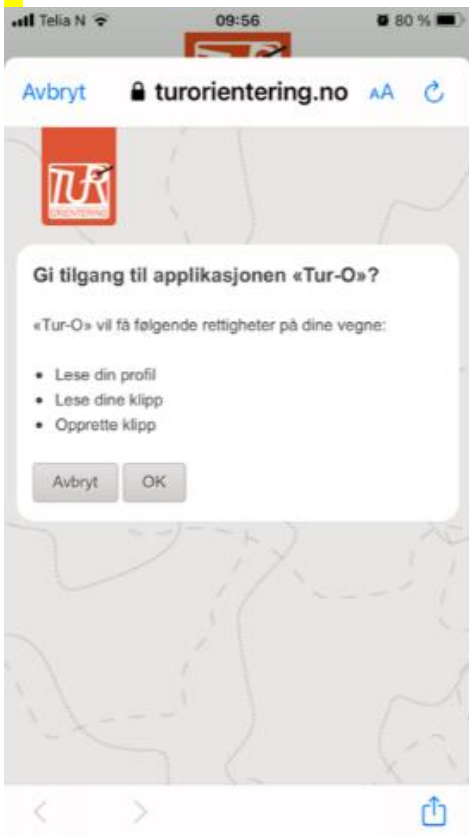 Telia N 09:56 80 %
Avbryt turorientering.no AA
TUR
ORIENTERING
Gi tilgang til applikasjonen «Tur-O»?
«Tur-O» vil få følgende rettigheter på dine vegne:
• Lese din profil
• Lese dine klipp
• Opprette klipp
Avbryt OK